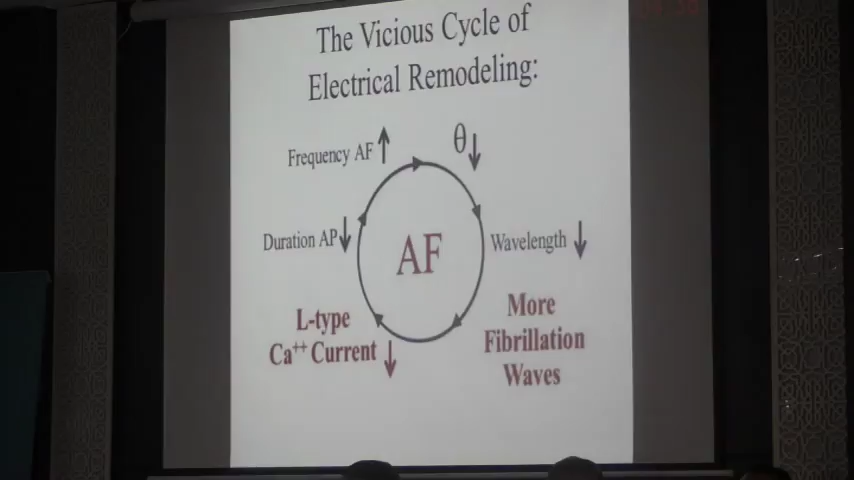 The Vicious Cycle of
Electrical Remodeling:
Frequency AF ↑
θ ↓
Duration AP ↓
AF
Wavelength ↓
L-type
Ca++ Current ↓
More
Fibrillation
Waves